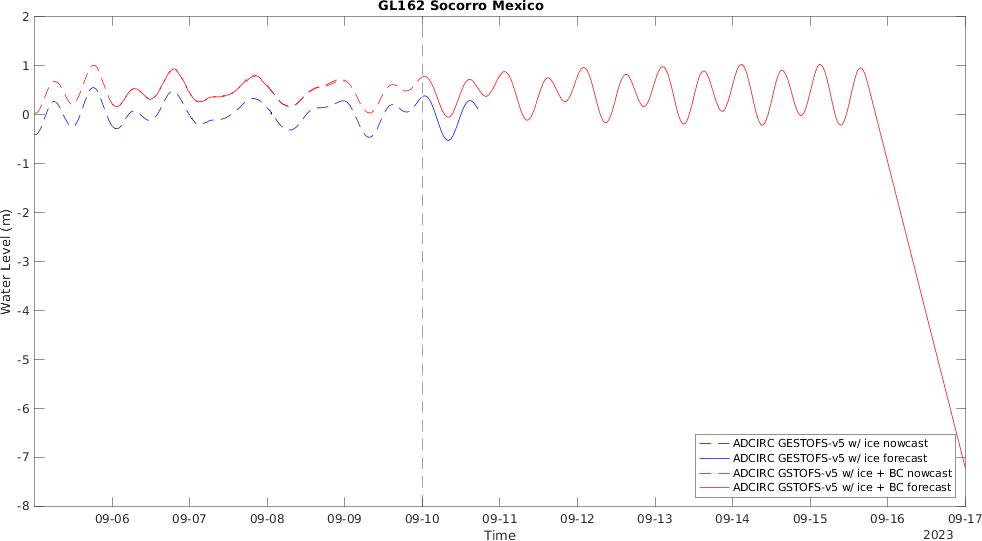 GL162 Socorro Mexico
2
1
0
-1
-2
-3
-4
-5
-6
-7
-8
Water Level (m)
ADCIRC GESTOFS-v5 w/ ice nowcast
ADCIRC GESTOFS-v5 w/ ice forecast
ADCIRC GSTOFS-v5 w/ ice + BC nowcast
ADCIRC GSTOFS-v5 w/ ice + BC forecast
09-06 09-07 09-08 09-09 09-10 09-11 09-12 09-13 09-14 09-15 09-16 09-17
Time
2023